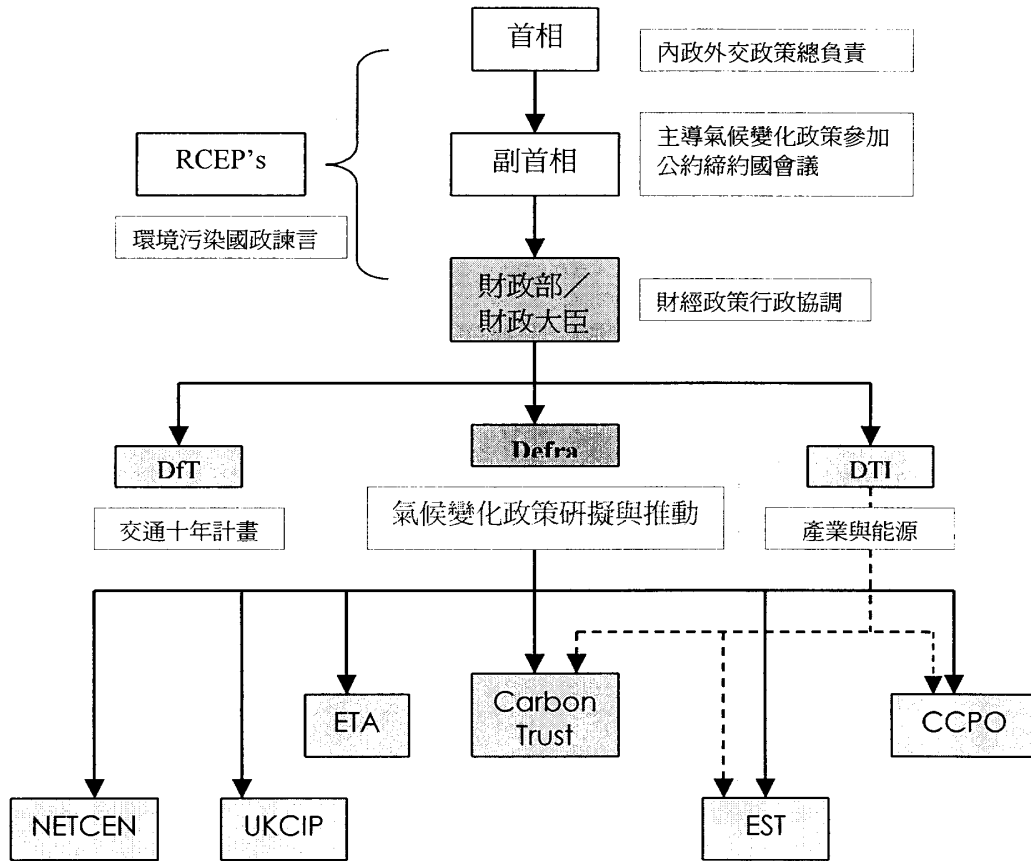 首相
內政外交政策總負責
RCEP's
副首相
主導氣候變化政策參加
公約締約國會議
環境污染國政諫言
財政部／
財政大臣
財經政策行政協調
DfT
Defra
DTI
交通十年計畫
氣候變化政策研擬與推動
產業與能源
ETA
Carbon
Trust
CCPO
NETCEN
UKCIP
EST